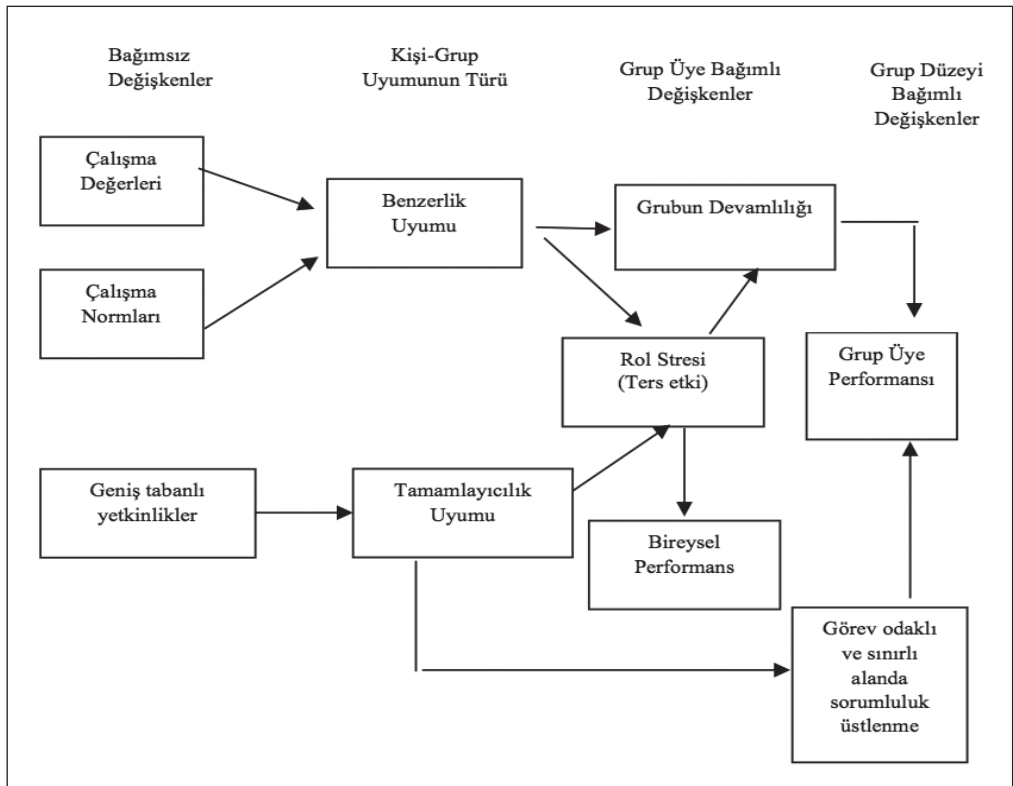 Bağımsız
Değişkenler
Kişi-Grup
Uyumunun Türü
Grup Üye Bağımlı
Değişkenler
Grup Düzeyi
Bağımlı
Değişkenler
Çalışma
Değerleri
Benzerlik
Uyumu
Grubun Devamlılığı
Çalışma
Normları
Rol Stresi
(Ters etki)
Grup Üye
Performansı
Geniş tabanlı
yetkinlikler
Tamamlayıcılık
Uyumu
Bireysel
Performans
Görev odaklı
ve sınırlı
alanda
sorumluluk
üstlenme